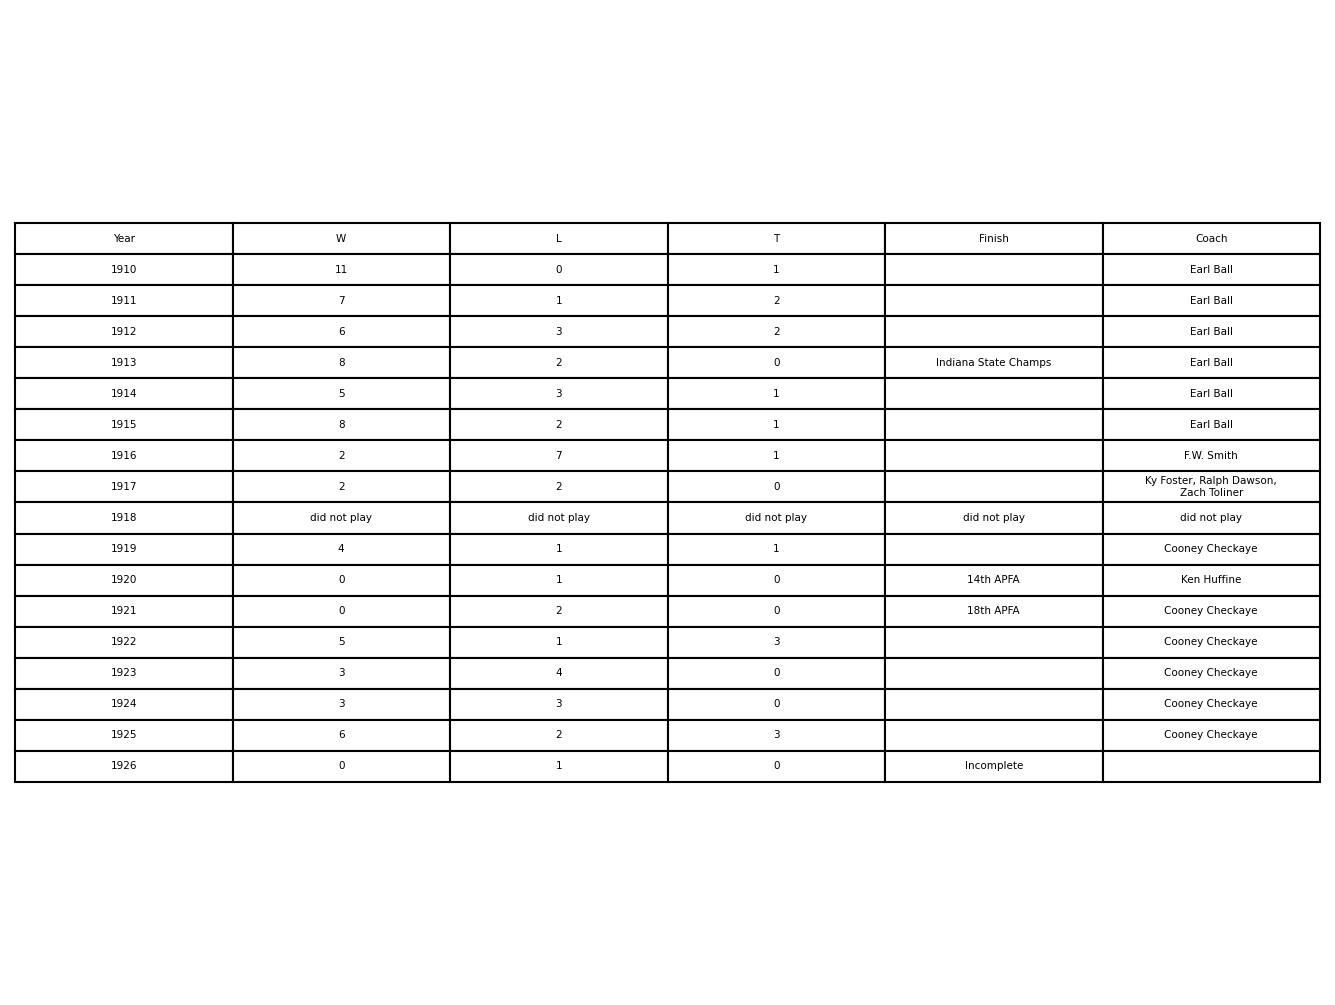 Year W L T Finish Coach
1910 11 0 1 Earl Ball
1911 7 1 2 Earl Ball
1912 6 3 2 Earl Ball
1913 8 2 0 Indiana State Champs Earl Ball
1914 5 3 1 Earl Ball
1915 8 2 1 Earl Ball
1916 2 7 1 F.W. Smith
1917 2 2 0 Ky Foster, Ralph Dawson,
Zach Toliner
1918 did not play did not play did not play did not play did not play
1919 4 1 1 Cooney Checkaye
1920 0 1 0 14th APFA Ken Huffine
1921 0 2 0 18th APFA Cooney Checkaye
1922 5 1 3 Cooney Checkaye
1923 3 4 0 Cooney Checkaye
1924 3 3 0 Cooney Checkaye
1925 6 2 3 Cooney Checkaye
1926 0 1 0 Incomplete